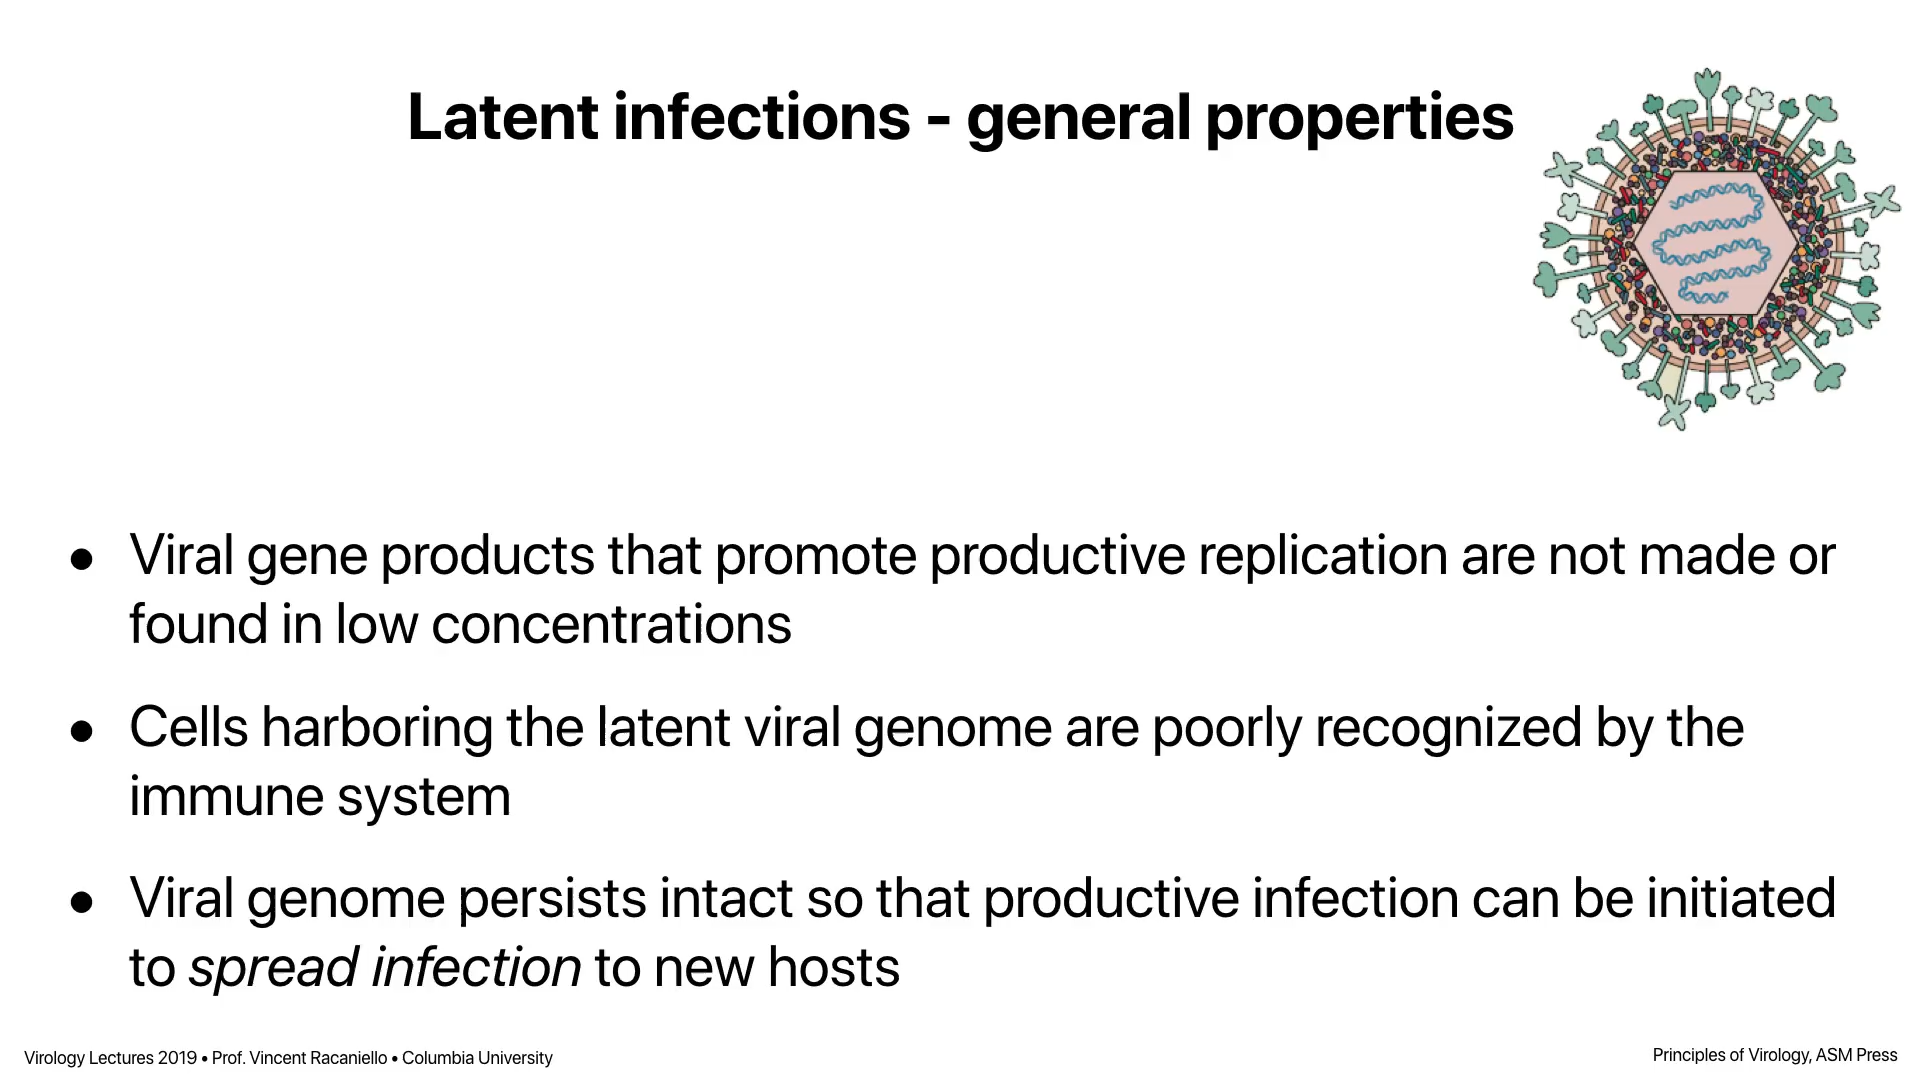 Latent infections - general properties
● Viral gene products that promote productive replication are not made or
found in low concentrations
● Cells harboring the latent viral genome are poorly recognized by the
immune system
● Viral genome persists intact so that productive infection can be initiated
to spread infection to new hosts
Virology Lectures 2019 • Prof. Vincent Racaniello • Columbia University
Principles of Virology, ASM Press